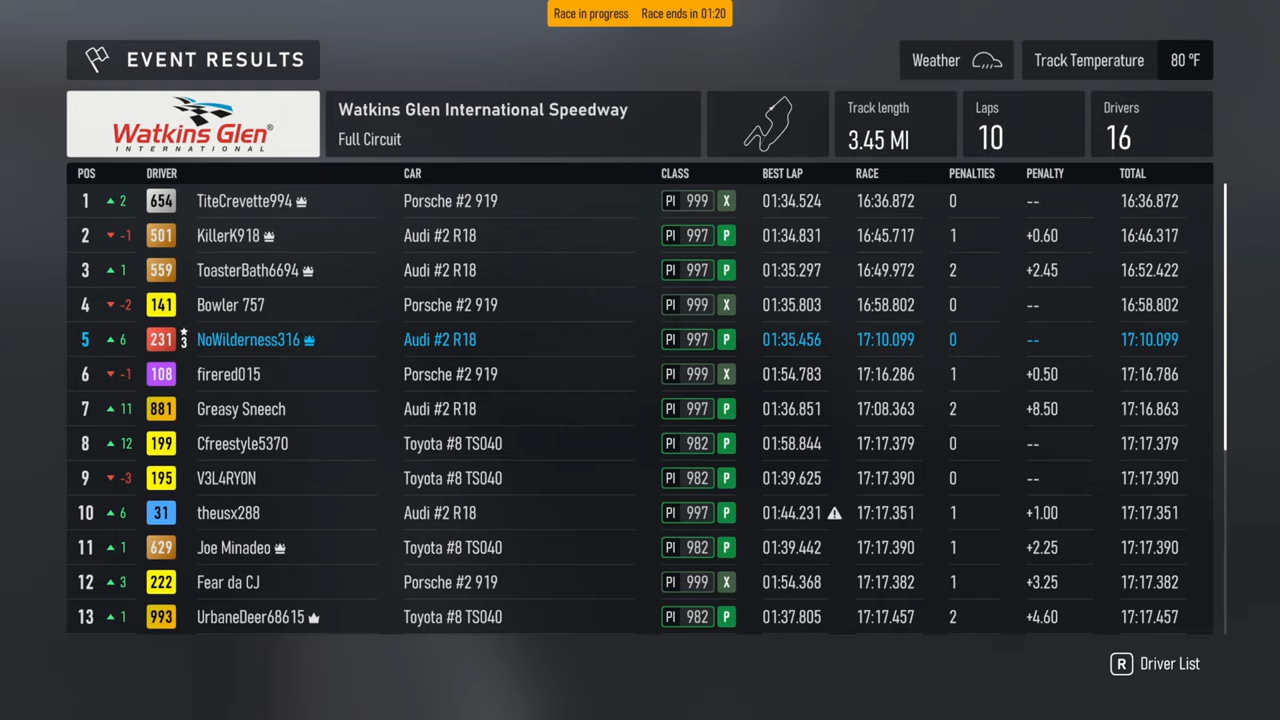 Race in progress Race ends in 01:20
EVENT RESULTS Weather Track Temperature 80 °F
Watkins Glen® INTERNATIONAL
Watkins Glen International Speedway
Full Circuit
Track length 3.45 MI
Laps 10
Drivers 16
POS DRIVER CAR CLASS BEST LAP RACE PENALTIES PENALTY TOTAL
1 2 654 TiteCrevette994 Porsche #2 919 PI 999 X 01:34.524 16:36.872 0 -- 16:36.872
2 -1 501 KillerK918 Audi #2 R18 PI 997 P 01:34.831 16:45.717 1 +0.60 16:46.317
3 1 559 ToasterBath6694 Audi #2 R18 PI 997 P 01:35.297 16:49.972 2 +2.45 16:52.422
4 -2 141 Bowler 757 Porsche #2 919 PI 999 X 01:35.803 16:58.802 0 -- 16:58.802
5 6 231 3 NoWilderness316 Audi #2 R18 PI 997 P 01:35.456 17:10.099 0 -- 17:10.099
6 -1 108 firered015 Porsche #2 919 PI 999 X 01:54.783 17:16.286 1 +0.50 17:16.786
7 11 881 Greasy Sneech Audi #2 R18 PI 997 P 01:36.851 17:08.363 2 +8.50 17:16.863
8 12 199 Cfreestyle5370 Toyota #8 TS040 PI 982 P 01:58.844 17:17.379 0 -- 17:17.379
9 -3 195 V3L4RY0N Toyota #8 TS040 PI 982 P 01:39.625 17:17.390 0 -- 17:17.390
10 6 31 theusx288 Audi #2 R18 PI 997 P 01:44.231 17:17.351 1 +1.00 17:17.351
11 1 629 Joe Minadeo Toyota #8 TS040 PI 982 P 01:39.442 17:17.390 1 +2.25 17:17.390
12 3 222 Fear da CJ Porsche #2 919 PI 999 X 01:54.368 17:17.382 1 +3.25 17:17.382
13 1 993 UrbaneDeer68615 Toyota #8 TS040 PI 982 P 01:37.805 17:17.457 2 +4.60 17:17.457
R Driver List